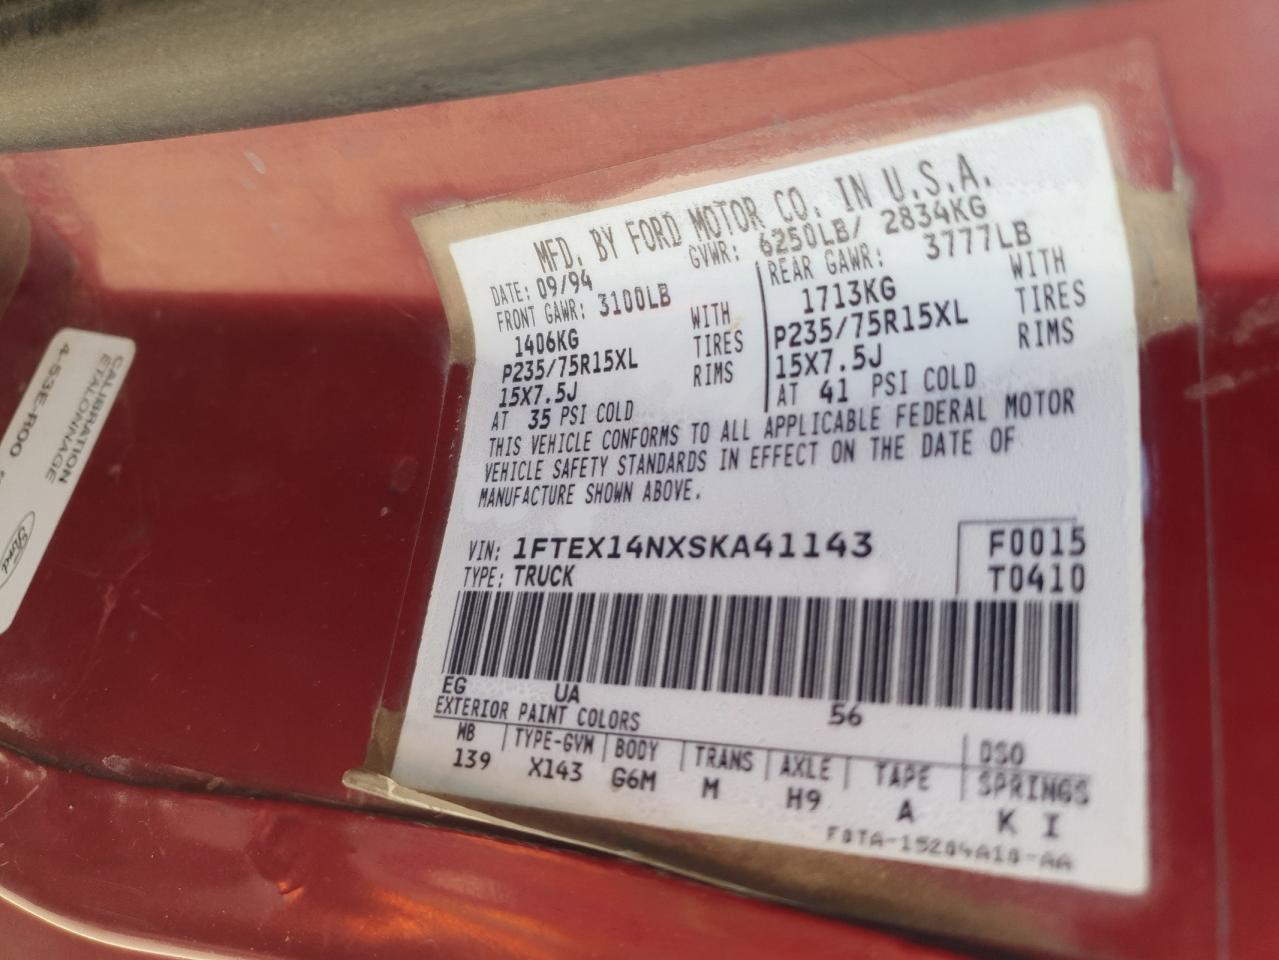 MFD. BY FORD MOTOR CO. IN U.S.A.
DATE: 09/94 GVWR: 6250LB/ 2834KG
FRONT GAWR: 3100LB REAR GAWR: 3777LB
1406KG WITH 1713KG WITH
P235/75R15XL TIRES P235/75R15XL TIRES
15X7.5J RIMS 15X7.5J RIMS
AT 35 PSI COLD AT 41 PSI COLD
THIS VEHICLE CONFORMS TO ALL APPLICABLE FEDERAL MOTOR
VEHICLE SAFETY STANDARDS IN EFFECT ON THE DATE OF
MANUFACTURE SHOWN ABOVE.
VIN: 1FTEX14NXSKA41143 F0015
TYPE: TRUCK T0410
EG UA 56
EXTERIOR PAINT COLORS DSO
WB TYPE-GVW BODY TRANS AXLE TAPE SPRINGS
139 X143 G6M M H9 A K I
F0TA-15204A10-AA
CALIBRATION
ETALONNAGE
4-53E-R00
Ford